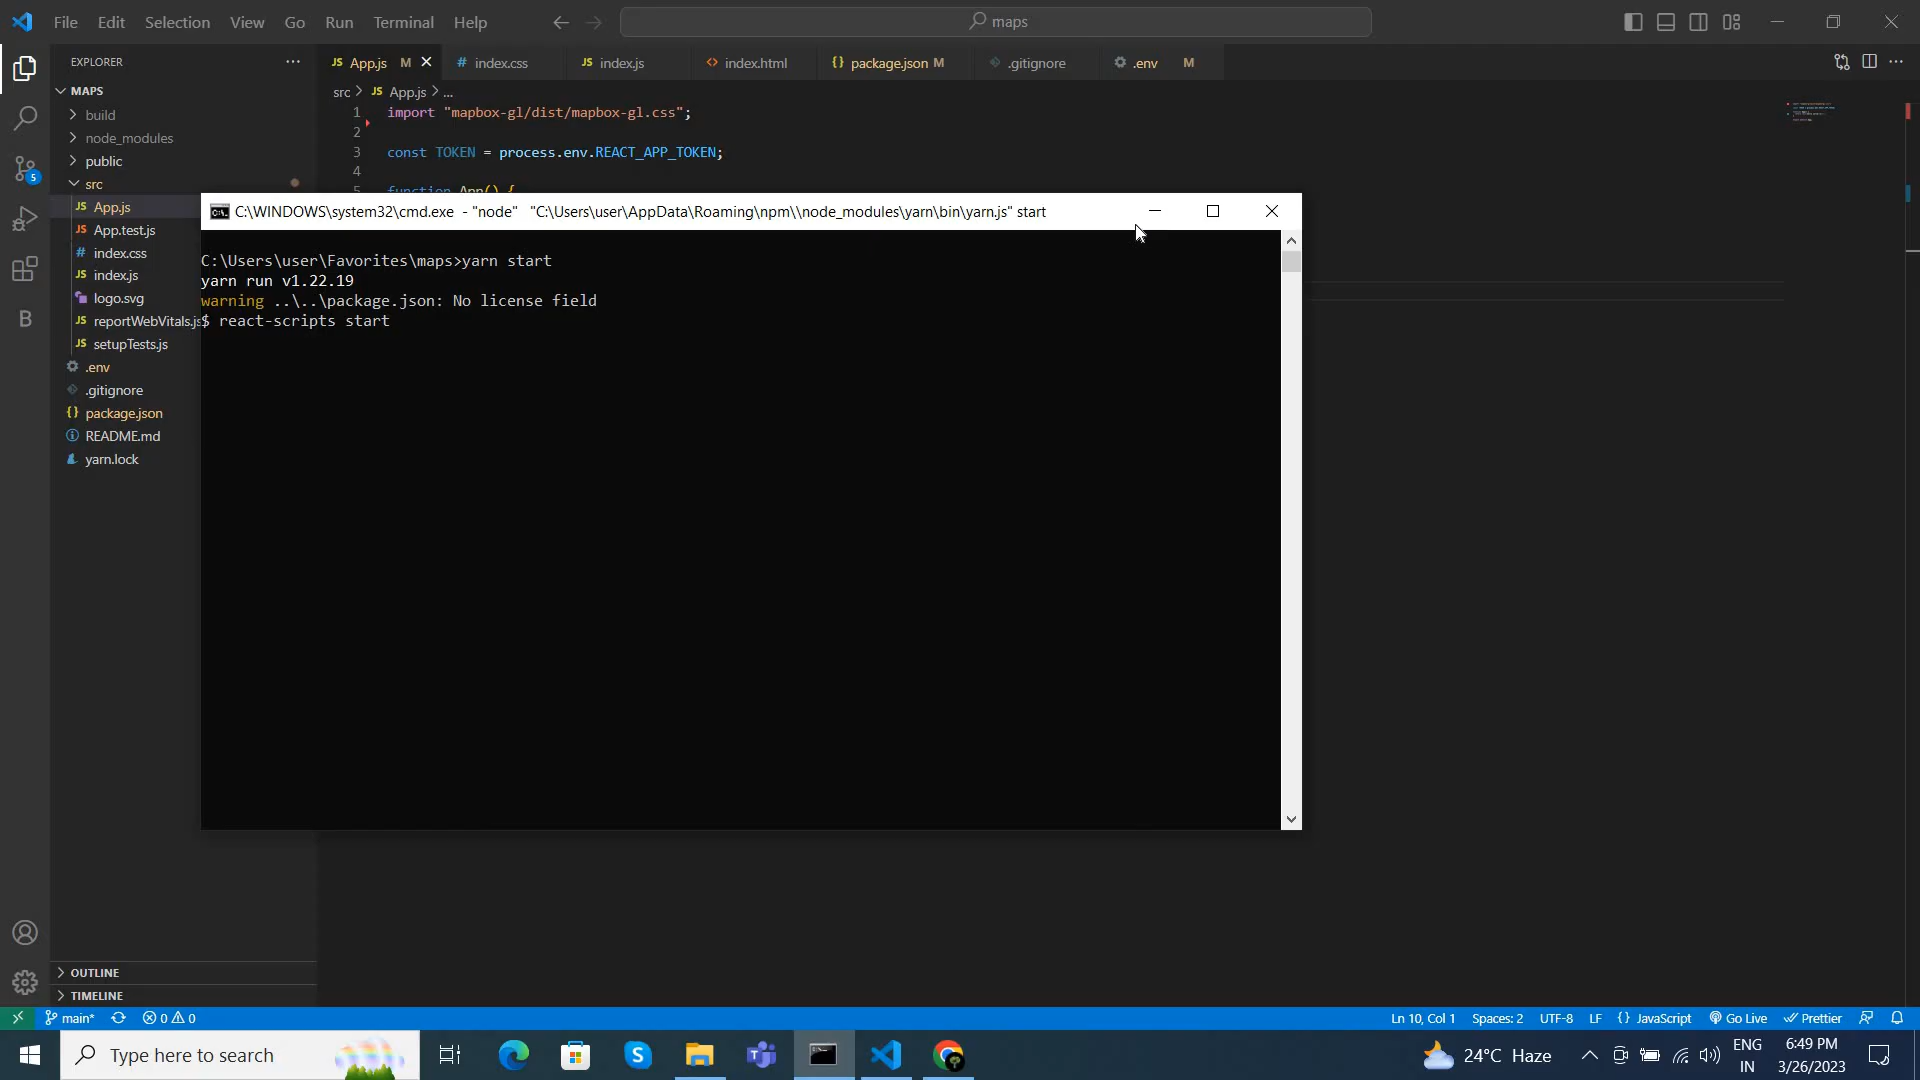 File Edit Selection View Go Run Terminal Help
maps
EXPLORER
App.js M
index.css
index.js
index.html
package.json M
.gitignore
.env M
MAPS
build
node_modules
public
src
App.js
App.test.js
index.css
index.js
logo.svg
reportWebVitals.js
setupTests.js
.env
.gitignore
package.json
README.md
yarn.lock
src > JS App.js > ...
1 import "mapbox-gl/dist/mapbox-gl.css";
2
3 const TOKEN = process.env.REACT_APP_TOKEN;
4
5 function App() {
C:\WINDOWS\system32\cmd.exe - "node" "C:\Users\user\AppData\Roaming\npm\\node_modules\yarn\bin\yarn.js" start
C:\Users\user\Favorites\maps>yarn start
yarn run v1.22.19
warning ..\..\package.json: No license field
$ react-scripts start
OUTLINE
TIMELINE
main* 0 0
Ln 10, Col 1 Spaces: 2 UTF-8 LF {} JavaScript Go Live Prettier
Type here to search
24°C Haze
ENG
IN
6:49 PM
3/26/2023